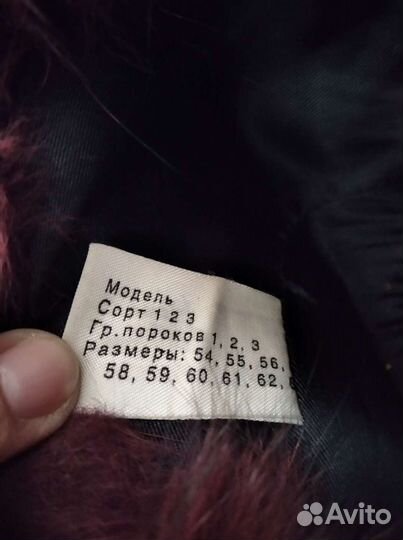 Модель
Сорт 1 2 3
Гр.пороков 1, 2, 3
Размеры: 54, 55, 56,
58, 59, 60, 61, 62,
Avito